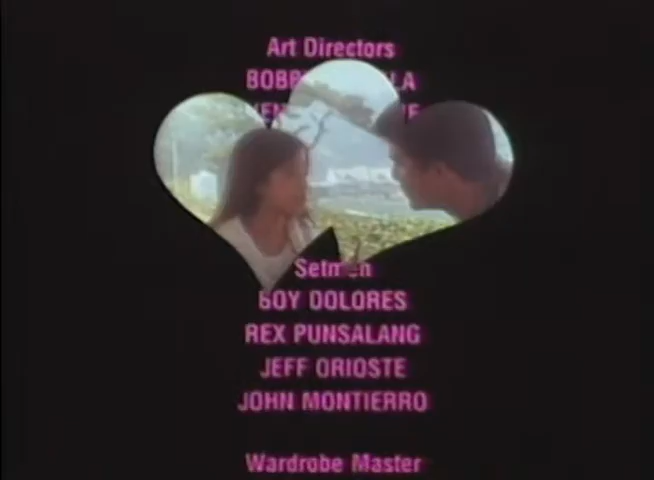 Art Directors
Setmen
BOY DOLORES
REX PUNSALANG
JEFF ORIOSTE
JOHN MONTIERRO
Wardrobe Master